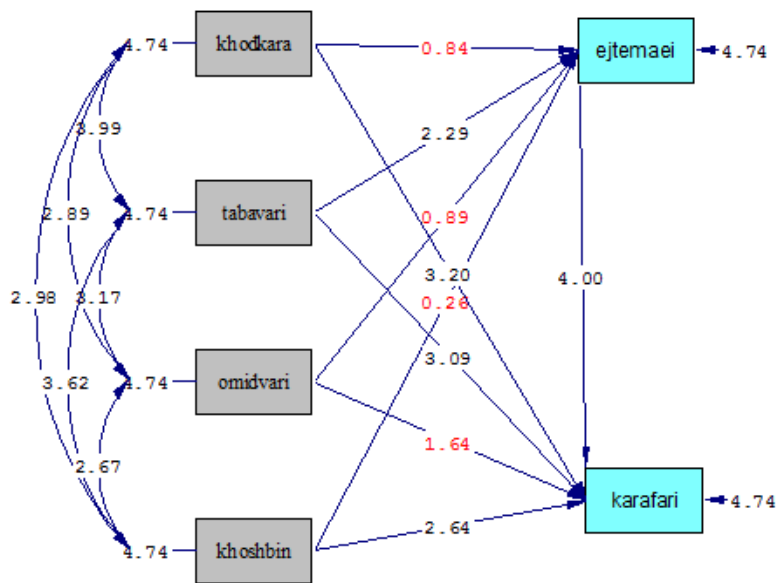 4.74 khodkara 0.84 ejtemaei 4.74
3.99
2.29
4.74 tabavari
2.89 0.89
3.20
2.98 3.17 0.26 4.00
3.09
3.62 4.74 omidvari
1.64
2.67
karafari 4.74
2.64
4.74 khoshbin